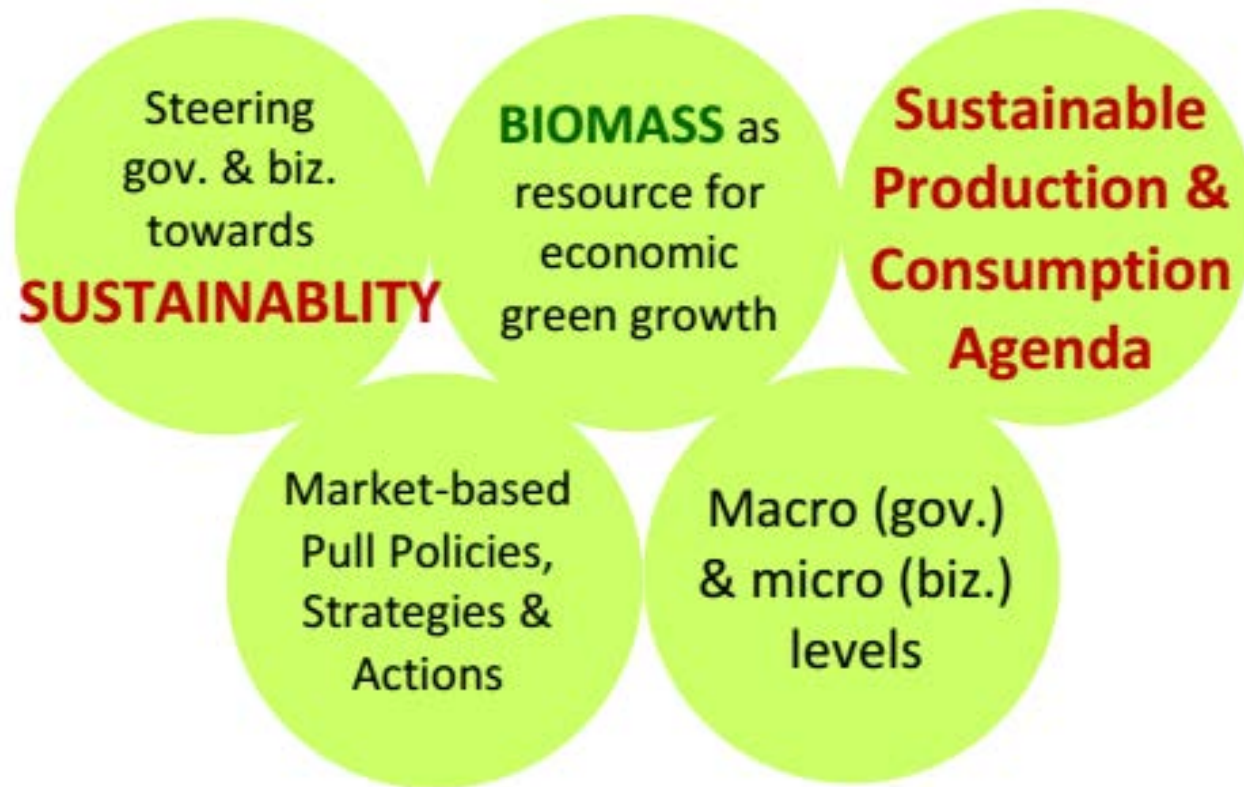 Steering
gov. & biz.
towards
SUSTAINABLITY
BIOMASS as
resource for
economic
green growth
Sustainable
Production &
Consumption
Agenda
Market-based
Pull Policies,
Strategies &
Actions
Macro (gov.)
& micro (biz.)
levels